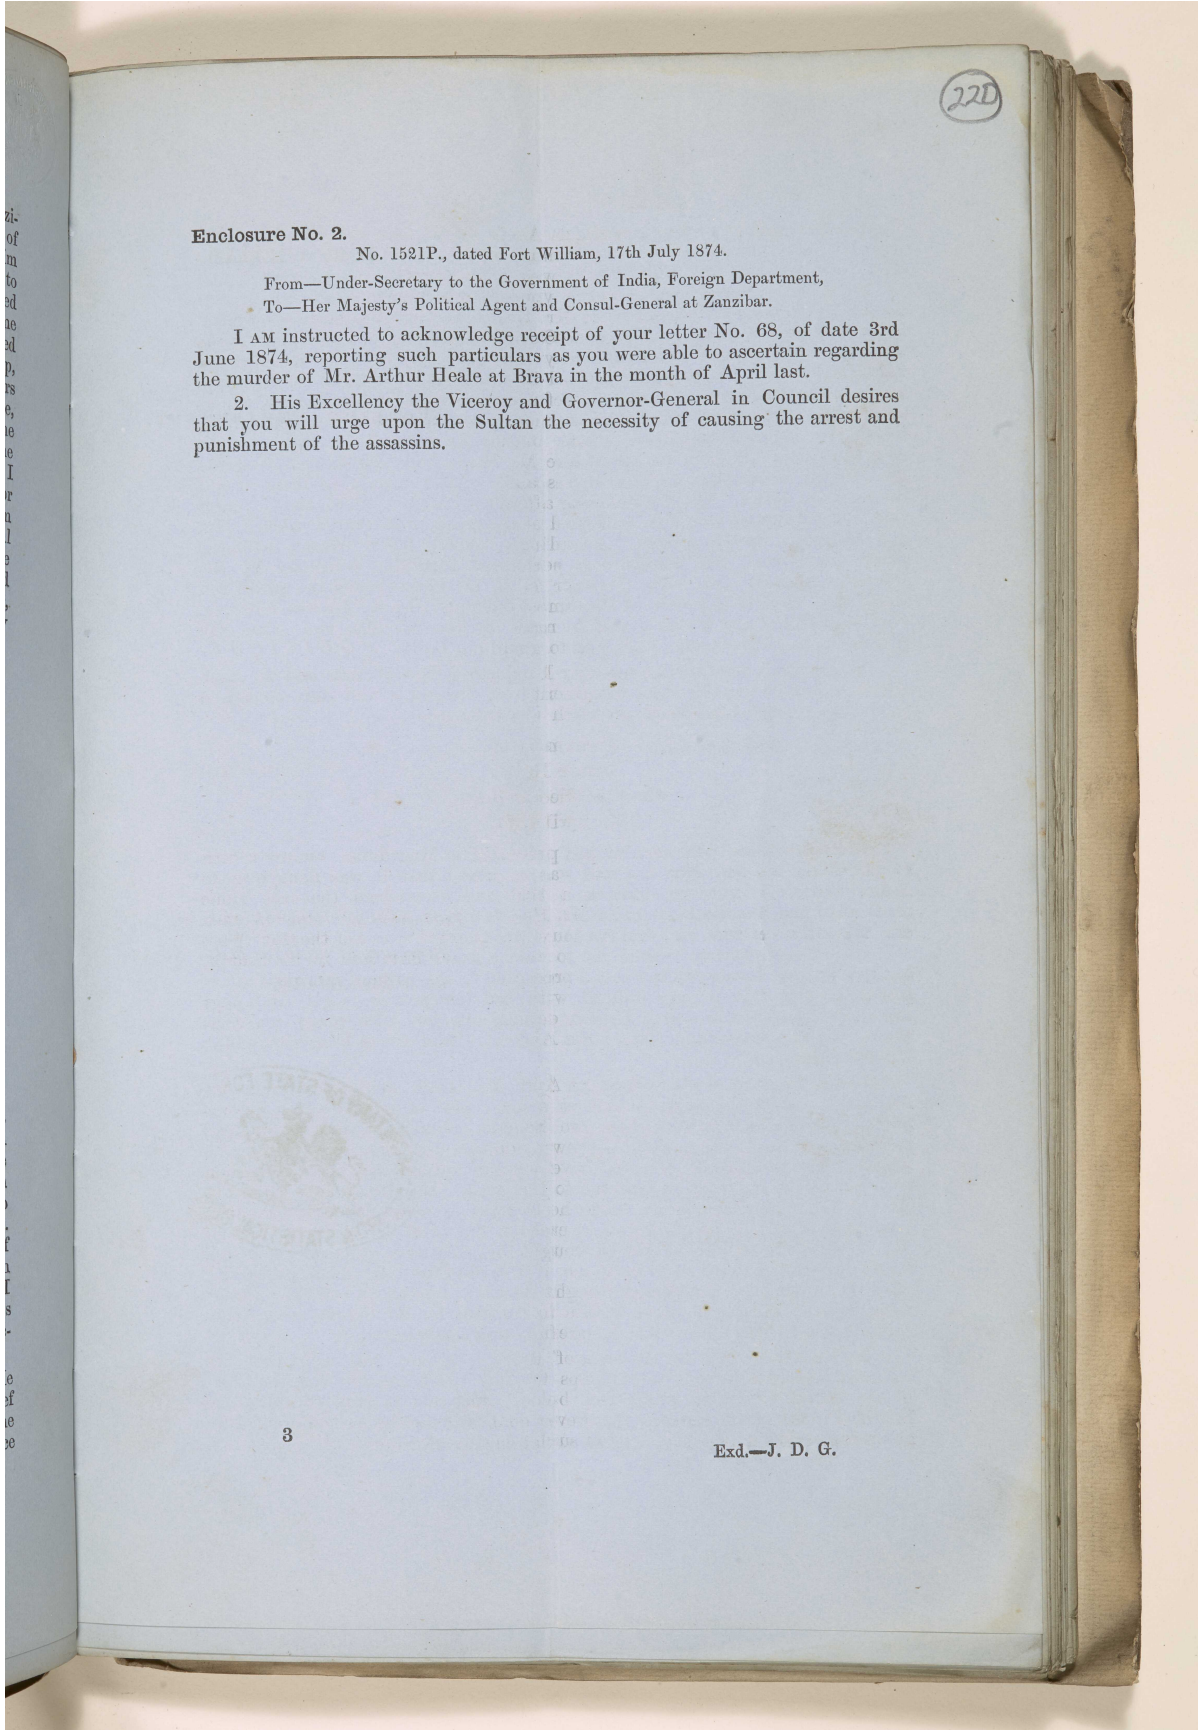 22D
Enclosure No. 2.
No. 1521P., dated Fort William, 17th July 1874.
From—Under-Secretary to the Government of India, Foreign Department,
To—Her Majesty's Political Agent and Consul-General at Zanzibar.
I AM instructed to acknowledge receipt of your letter No. 68, of date 3rd
June 1874, reporting such particulars as you were able to ascertain regarding
the murder of Mr. Arthur Heale at Brava in the month of April last.
2. His Excellency the Viceroy and Governor-General in Council desires
that you will urge upon the Sultan the necessity of causing the arrest and
punishment of the assassins.
3
Exd.—J. D. G.